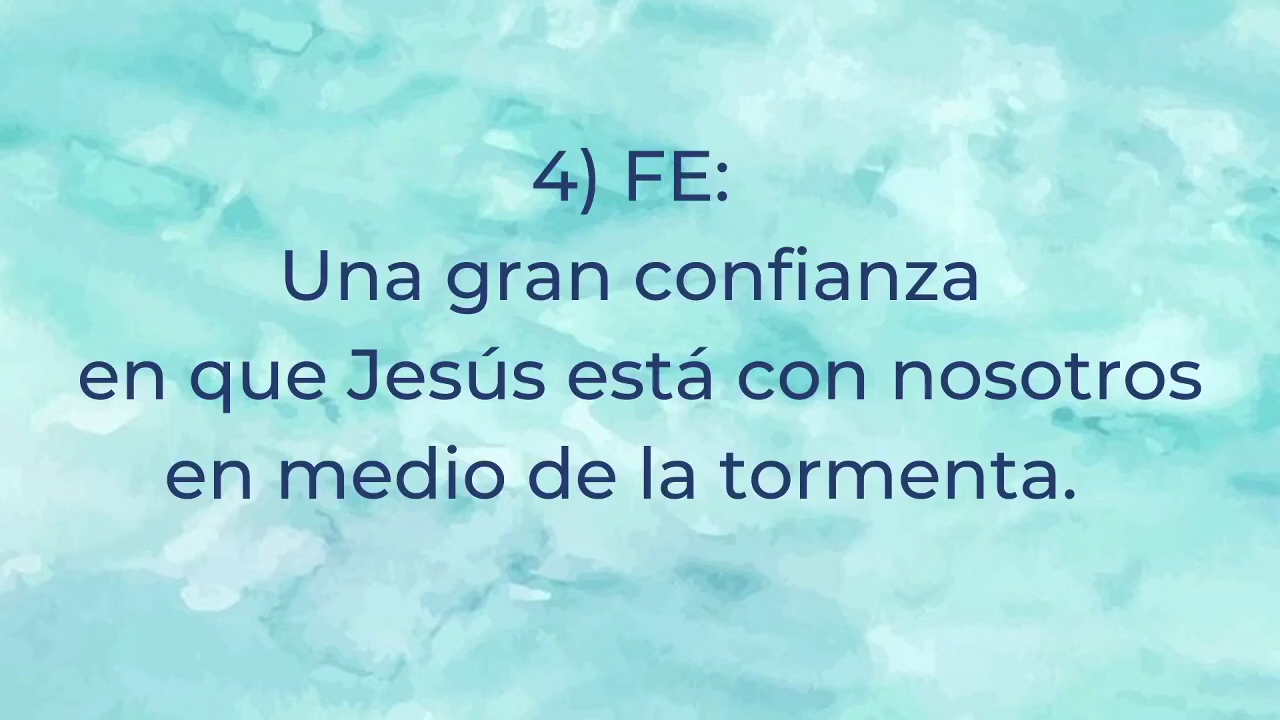 4) FE:
Una gran confianza
en que Jesús está con nosotros
en medio de la tormenta.